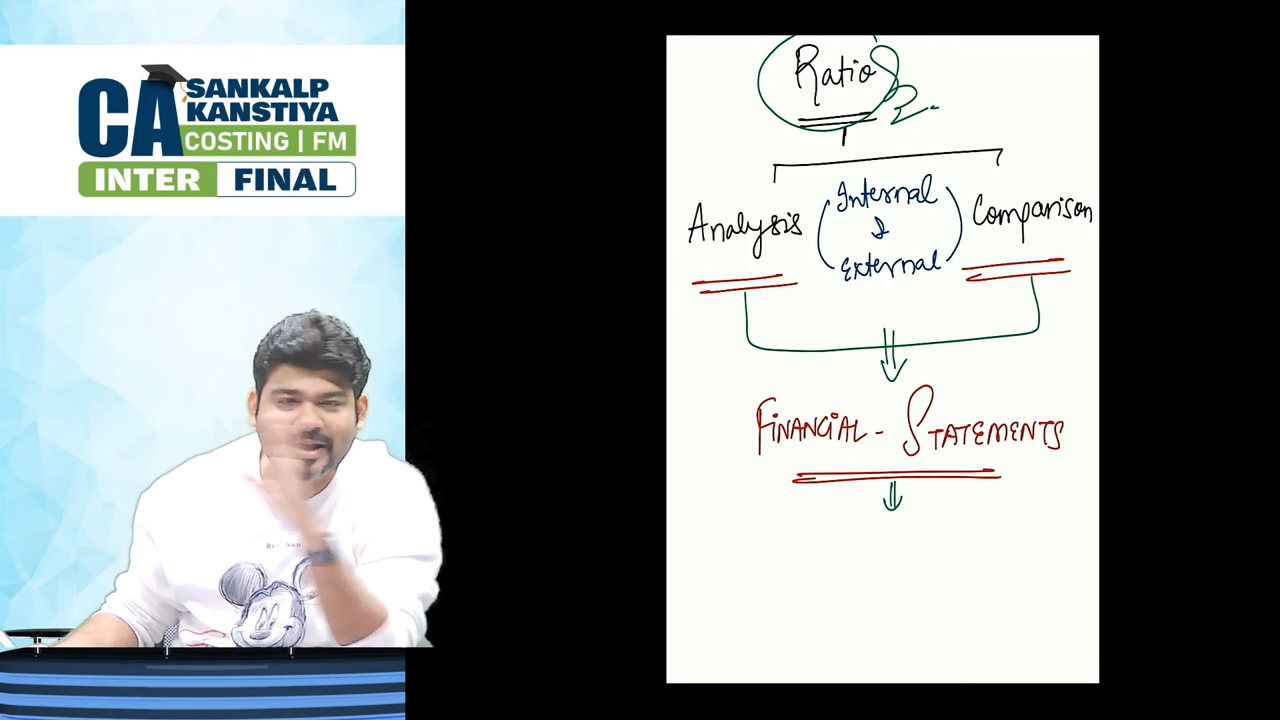 CA SANKALP
KANSTIYA
COSTING | FM
INTER FINAL
Ratio
Analysis
Internal
&
External
Comparison
FINANCIAL - STATEMENTS